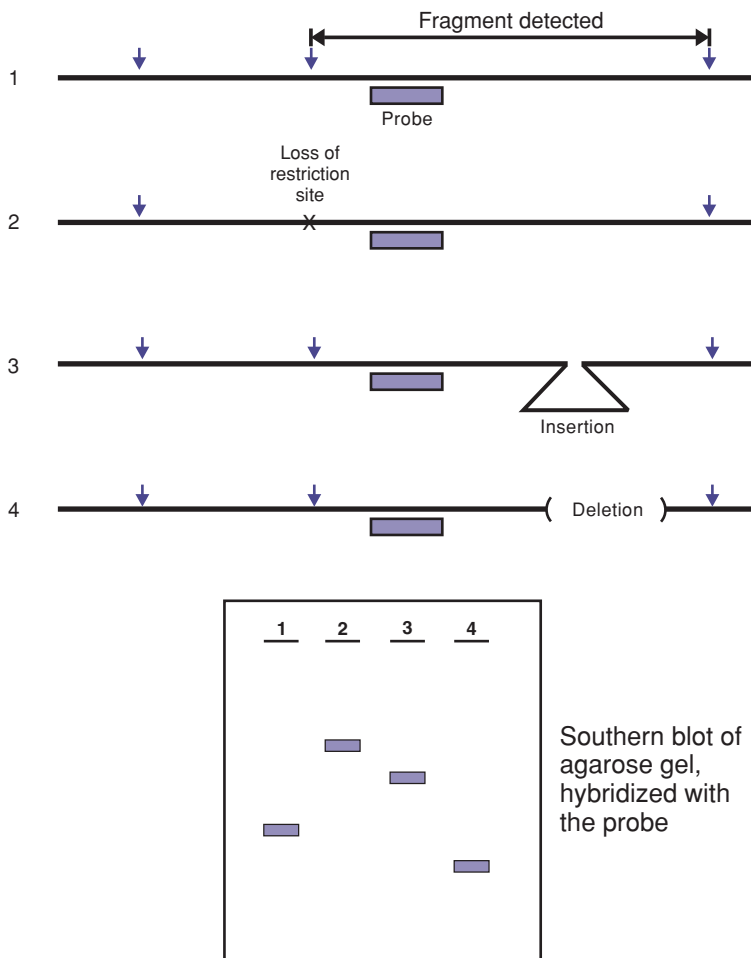 Fragment detected
1
Probe
Loss of
restriction
site
X
2
3
Insertion
4
( Deletion )
1 2 3 4
Southern blot of
agarose gel,
hybridized with
the probe